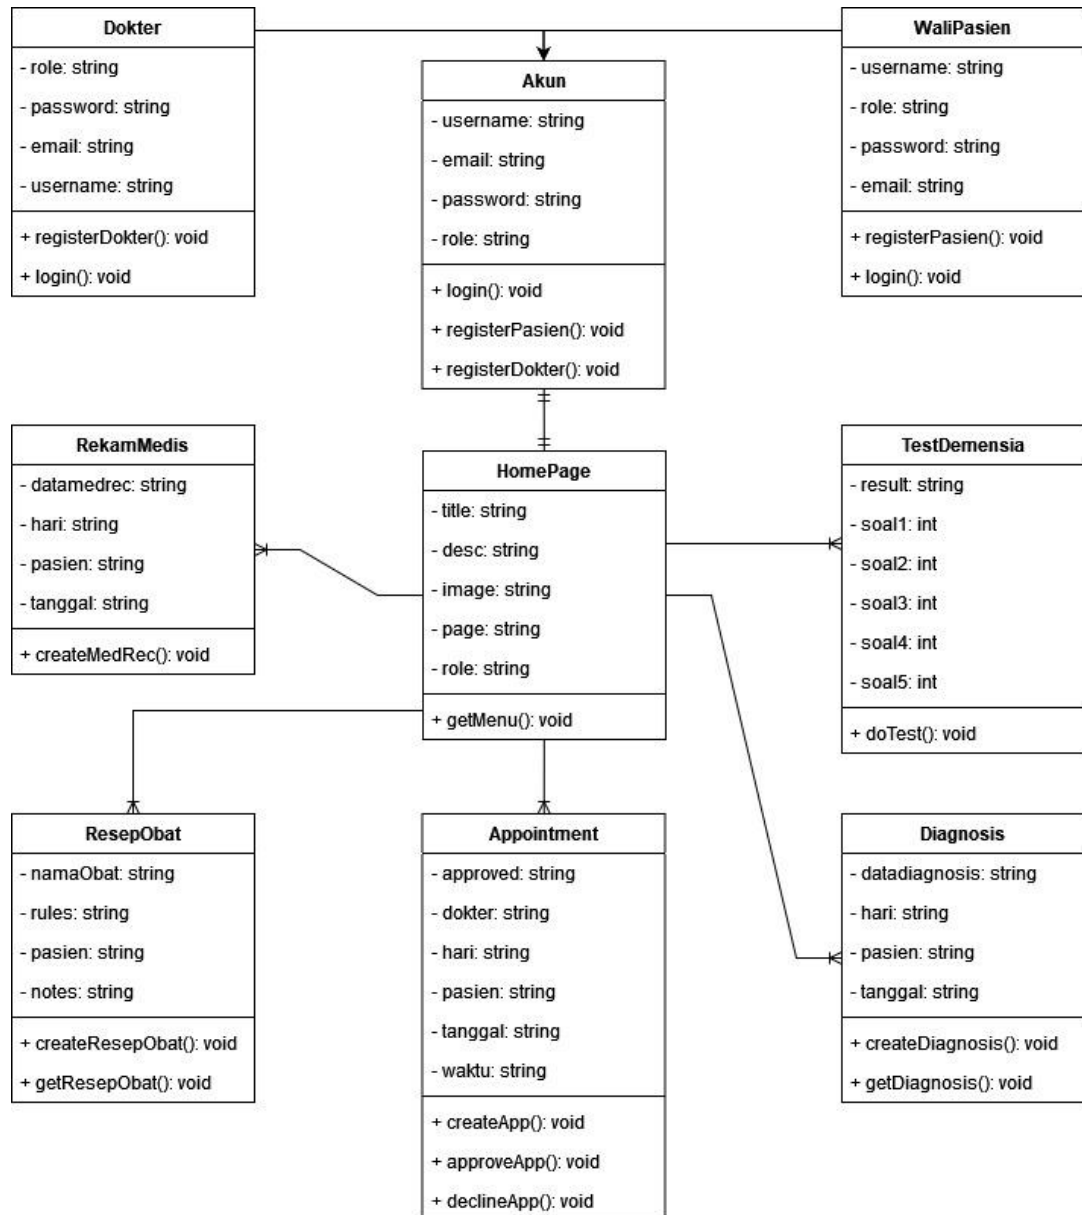 Dokter
- role: string
- password: string
- email: string
- username: string
+ registerDokter(): void
+ login(): void
Akun
- username: string
- email: string
- password: string
- role: string
+ login(): void
+ registerPasien(): void
+ registerDokter(): void
WaliPasien
- username: string
- role: string
- password: string
- email: string
+ registerPasien(): void
+ login(): void
RekamMedis
- datamedrec: string
- hari: string
- pasien: string
- tanggal: string
+ createMedRec(): void
HomePage
- title: string
- desc: string
- image: string
- page: string
- role: string
+ getMenu(): void
TestDemensia
- result: string
- soal1: int
- soal2: int
- soal3: int
- soal4: int
- soal5: int
+ doTest(): void
ResepObat
- namaObat: string
- rules: string
- pasien: string
- notes: string
+ createResepObat(): void
+ getResepObat(): void
Appointment
- approved: string
- dokter: string
- hari: string
- pasien: string
- tanggal: string
- waktu: string
+ createApp(): void
+ approveApp(): void
+ declineApp(): void
Diagnosis
- datadiagnosis: string
- hari: string
- pasien: string
- tanggal: string
+ createDiagnosis(): void
+ getDiagnosis(): void